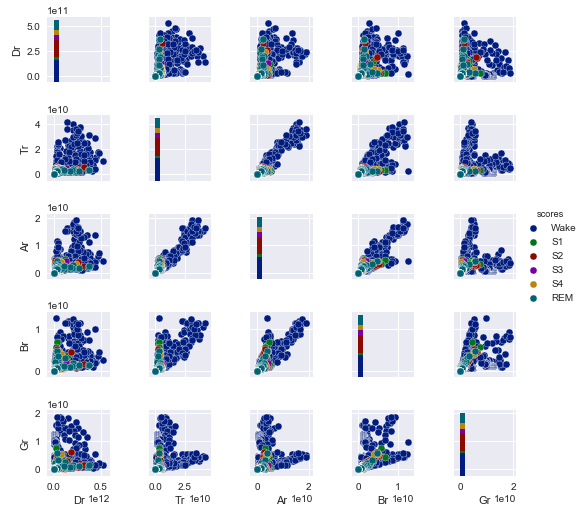 1e11
5.0
2.5
0.0
Dr
1e10
4
2
0
Tr
1e10
2
1
0
Ar
scores
Wake
S1
S2
S3
S4
REM
1e10
1
0
Br
1e10
2
1
0
Gr
0.0 0.5 0.0 2.5 0 2 0 1 0 2
Dr 1e12 Tr 1e10 Ar 1e10 Br 1e10 Gr 1e10